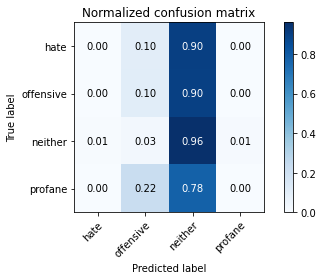 Normalized confusion matrix
True label
hate 0.00 0.10 0.90 0.00
offensive 0.00 0.10 0.90 0.00
neither 0.01 0.03 0.96 0.01
profane 0.00 0.22 0.78 0.00
hate offensive neither profane
Predicted label
0.8
0.6
0.4
0.2
0.0